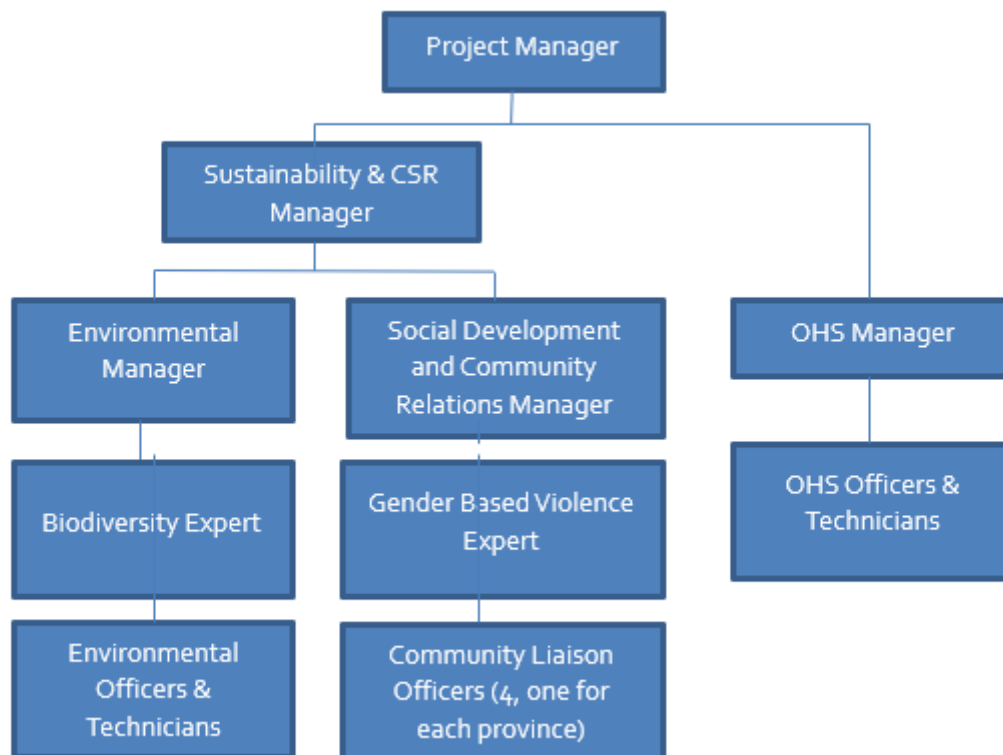 Project Manager
Sustainability & CSR
Manager
Environmental
Manager
Social Development
and Community
Relations Manager
OHS Manager
Biodiversity Expert
Gender Based Violence
Expert
OHS Officers &
Technicians
Environmental
Officers &
Technicians
Community Liaison
Officers (4, one for
each province)